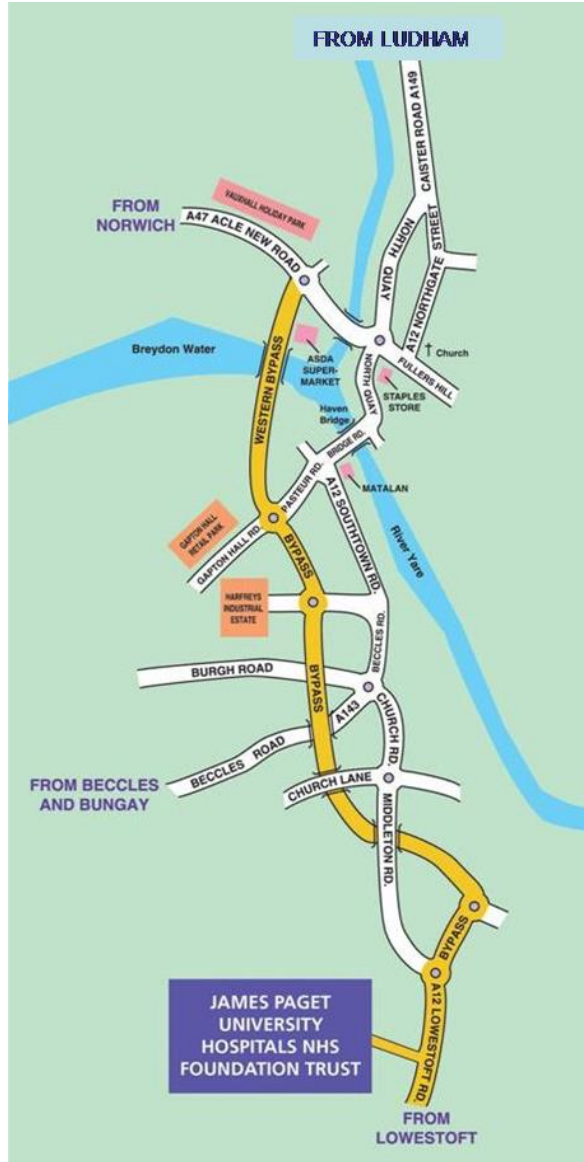 FROM LUDHAM
CAISTER ROAD A149
VAUXHALL HOLIDAY PARK
FROM
NORWICH
A47 ACLE NEW ROAD
NORTH
QUAY
A12 NORTHGATE
STREET
Church
FULLERS HILL
Breydon Water
ASDA
SUPER-
MARKET
STAPLES
STORE
NORTH QUAY
WESTERN BYPASS
Haven
Bridge
BRIDGE RD.
PASTEUR RD.
MATALAN
A12 SOUTHTOWN RD.
River Yare
GAPTON HALL
RETAIL PARK
GAPTON HALL RD.
BYPASS
HARFREYS
INDUSTRIAL
ESTATE
BECCLES RD.
BURGH ROAD
BYPASS
A143
CHURCH RD.
BECCLES ROAD
FROM BECCLES
AND BUNGAY
CHURCH LANE
MIDDLETON RD.
BYPASS
A12 LOWESTOFT RD.
JAMES PAGET
UNIVERSITY
HOSPITALS NHS
FOUNDATION TRUST
FROM
LOWESTOFT